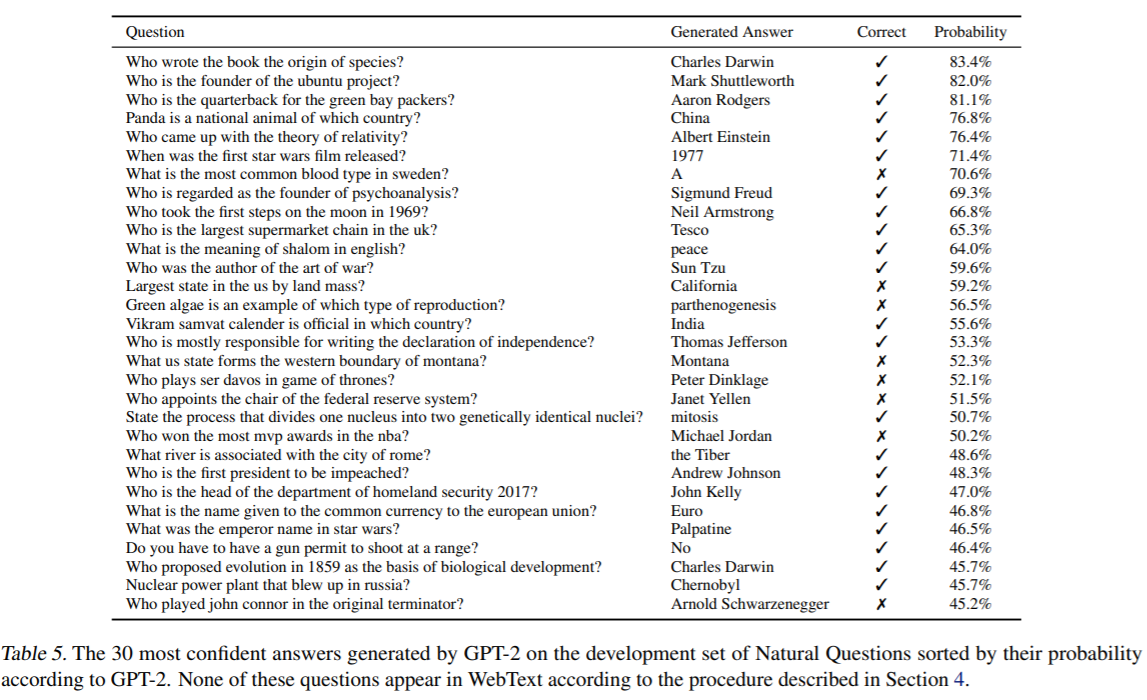 Question Generated Answer Correct Probability
Who wrote the book the origin of species? Charles Darwin ✓ 83.4%
Who is the founder of the ubuntu project? Mark Shuttleworth ✓ 82.0%
Who is the quarterback for the green bay packers? Aaron Rodgers ✓ 81.1%
Panda is a national animal of which country? China ✓ 76.8%
Who came up with the theory of relativity? Albert Einstein ✓ 76.4%
When was the first star wars film released? 1977 ✓ 71.4%
What is the most common blood type in sweden? A ✗ 70.6%
Who is regarded as the founder of psychoanalysis? Sigmund Freud ✓ 69.3%
Who took the first steps on the moon in 1969? Neil Armstrong ✓ 66.8%
Who is the largest supermarket chain in the uk? Tesco ✓ 65.3%
What is the meaning of shalom in english? peace ✓ 64.0%
Who was the author of the art of war? Sun Tzu ✓ 59.6%
Largest state in the us by land mass? California ✗ 59.2%
Green algae is an example of which type of reproduction? parthenogenesis ✗ 56.5%
Vikram samvat calender is official in which country? India ✓ 55.6%
Who is mostly responsible for writing the declaration of independence? Thomas Jefferson ✓ 53.3%
What us state forms the western boundary of montana? Montana ✗ 52.3%
Who plays ser davos in game of thrones? Peter Dinklage ✗ 52.1%
Who appoints the chair of the federal reserve system? Janet Yellen ✗ 51.5%
State the process that divides one nucleus into two genetically identical nuclei? mitosis ✓ 50.7%
Who won the most mvp awards in the nba? Michael Jordan ✗ 50.2%
What river is associated with the city of rome? the Tiber ✓ 48.6%
Who is the first president to be impeached? Andrew Johnson ✓ 48.3%
Who is the head of the department of homeland security 2017? John Kelly ✓ 47.0%
What is the name given to the common currency to the european union? Euro ✓ 46.8%
What was the emperor name in star wars? Palpatine ✓ 46.5%
Do you have to have a gun permit to shoot at a range? No ✓ 46.4%
Who proposed evolution in 1859 as the basis of biological development? Charles Darwin ✓ 45.7%
Nuclear power plant that blew up in russia? Chernobyl ✓ 45.7%
Who played john connor in the original terminator? Arnold Schwarzenegger ✗ 45.2%
Table 5. The 30 most confident answers generated by GPT-2 on the development set of Natural Questions sorted by their probability
according to GPT-2. None of these questions appear in WebText according to the procedure described in Section 4.